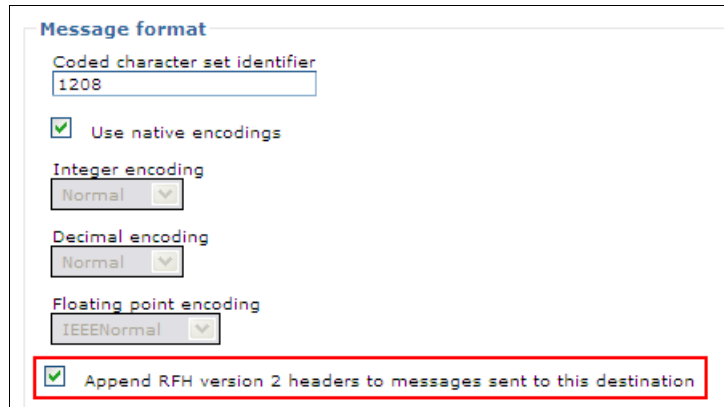 Message format
Coded character set identifier
1208
Use native encodings
Integer encoding
Normal
Decimal encoding
Normal
Floating point encoding
IEEENormal
Append RFH version 2 headers to messages sent to this destination